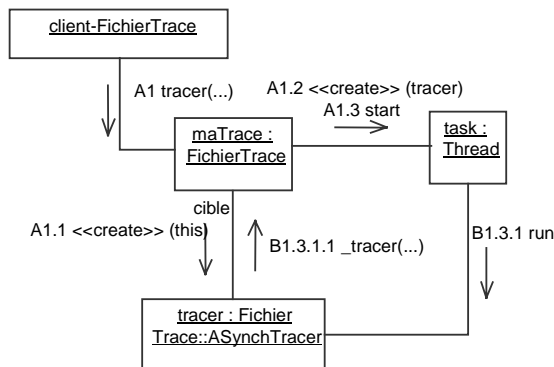 client-FichierTrace
A1 tracer(...)
A1.2 <<create>> (tracer)
A1.3 start
maTrace :
FichierTrace
task :
Thread
cible
A1.1 <<create>> (this)
B1.3.1.1 _tracer(...)
B1.3.1 run
tracer : Fichier
Trace::ASynchTracer